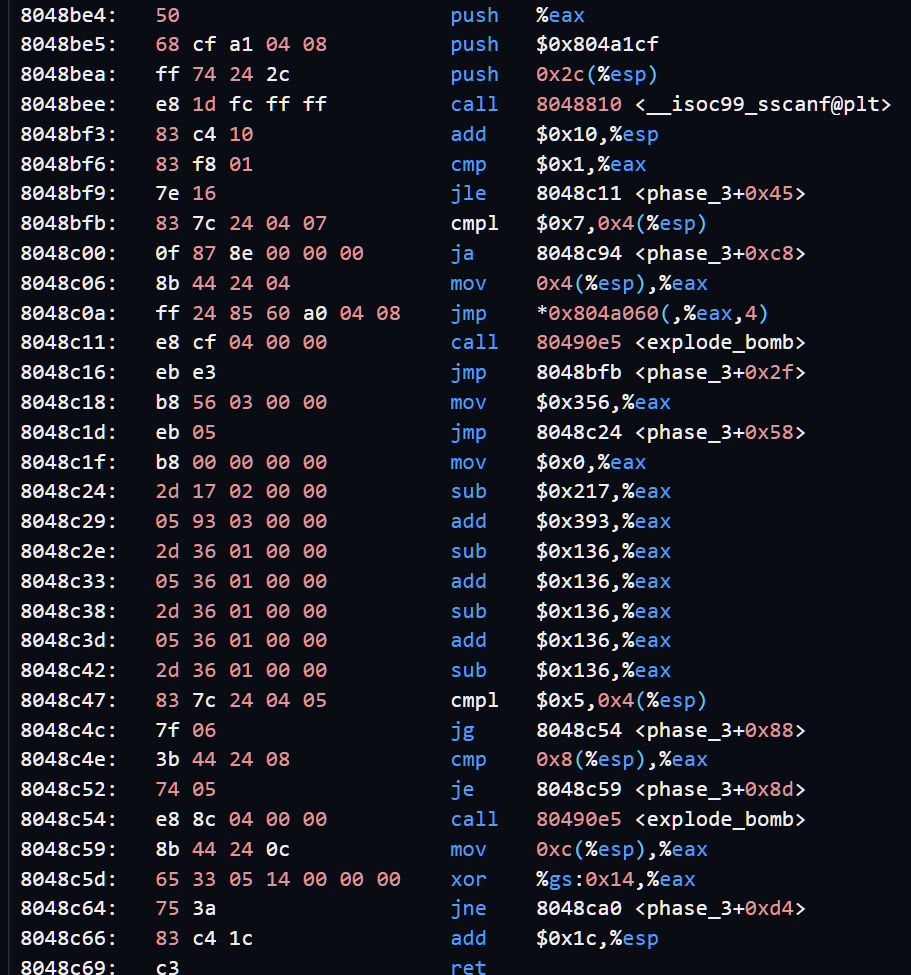 8048be4: 50 push %eax
8048be5: 68 cf a1 04 08 push $0x804a1cf
8048bea: ff 74 24 2c push 0x2c(%esp)
8048bee: e8 1d fc ff ff call 8048810 <__isoc99_sscanf@plt>
8048bf3: 83 c4 10 add $0x10,%esp
8048bf6: 83 f8 01 cmp $0x1,%eax
8048bf9: 7e 16 jle 8048c11 <phase_3+0x45>
8048bfb: 83 7c 24 04 07 cmpl $0x7,0x4(%esp)
8048c00: 0f 87 8e 00 00 00 ja 8048c94 <phase_3+0xc8>
8048c06: 8b 44 24 04 mov 0x4(%esp),%eax
8048c0a: ff 24 85 60 a0 04 08 jmp *0x804a060(,%eax,4)
8048c11: e8 cf 04 00 00 call 80490e5 <explode_bomb>
8048c16: eb e3 jmp 8048bfb <phase_3+0x2f>
8048c18: b8 56 03 00 00 mov $0x356,%eax
8048c1d: eb 05 jmp 8048c24 <phase_3+0x58>
8048c1f: b8 00 00 00 00 mov $0x0,%eax
8048c24: 2d 17 02 00 00 sub $0x217,%eax
8048c29: 05 93 03 00 00 add $0x393,%eax
8048c2e: 2d 36 01 00 00 sub $0x136,%eax
8048c33: 05 36 01 00 00 add $0x136,%eax
8048c38: 2d 36 01 00 00 sub $0x136,%eax
8048c3d: 05 36 01 00 00 add $0x136,%eax
8048c42: 2d 36 01 00 00 sub $0x136,%eax
8048c47: 83 7c 24 04 05 cmpl $0x5,0x4(%esp)
8048c4c: 7f 06 jg 8048c54 <phase_3+0x88>
8048c4e: 3b 44 24 08 cmp 0x8(%esp),%eax
8048c52: 74 05 je 8048c59 <phase_3+0x8d>
8048c54: e8 8c 04 00 00 call 80490e5 <explode_bomb>
8048c59: 8b 44 24 0c mov 0xc(%esp),%eax
8048c5d: 65 33 05 14 00 00 00 xor %gs:0x14,%eax
8048c64: 75 3a jne 8048ca0 <phase_3+0xd4>
8048c66: 83 c4 1c add $0x1c,%esp
8048c69: c3 ret